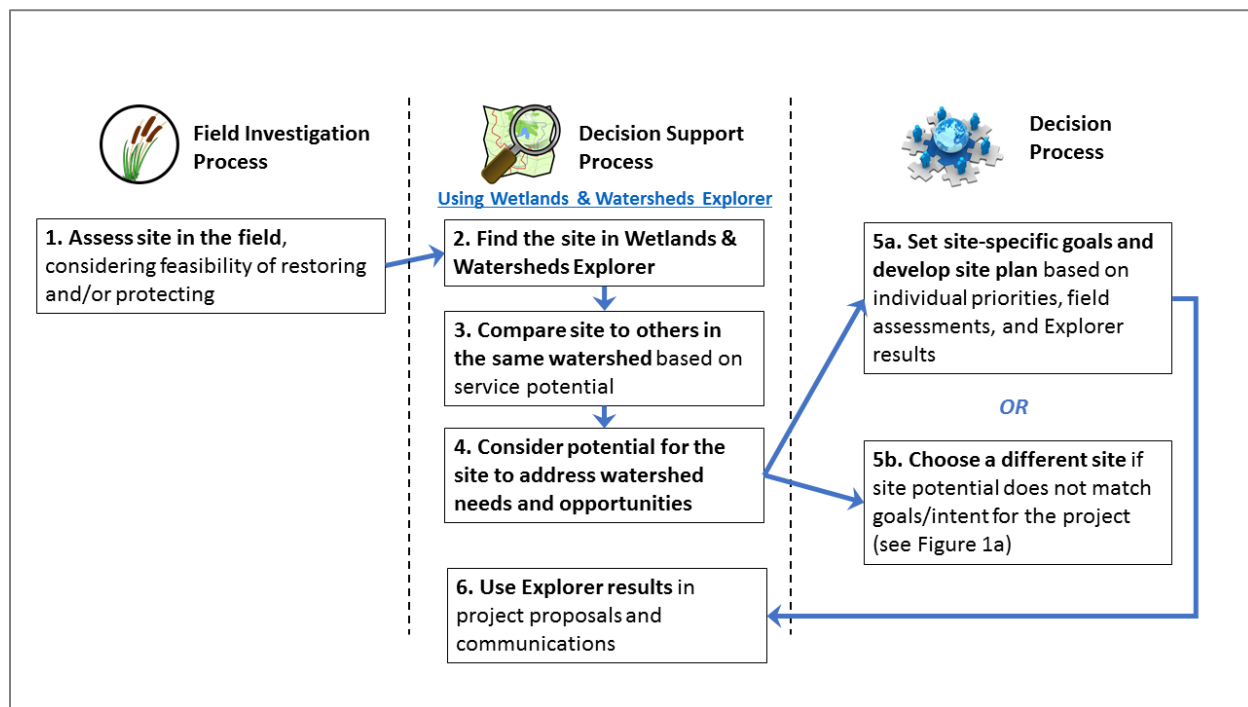 Field Investigation
Process
Decision Support
Process
Using Wetlands & Watersheds Explorer
Decision
Process
1. Assess site in the field,
considering feasibility of restoring
and/or protecting
2. Find the site in Wetlands &
Watersheds Explorer
3. Compare site to others in
the same watershed based on
service potential
4. Consider potential for the
site to address watershed
needs and opportunities
5a. Set site-specific goals and
develop site plan based on
individual priorities, field
assessments, and Explorer
results
OR
5b. Choose a different site if
site potential does not match
goals/intent for the project
(see Figure 1a)
6. Use Explorer results in
project proposals and
communications